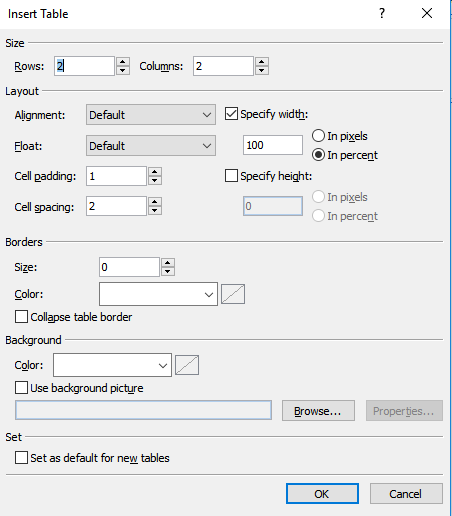 Insert Table ?
Size
Rows: 2 Columns: 2
Layout
Alignment: Default Specify width:
Float: Default 100 In pixels
In percent
Cell padding: 1 Specify height:
Cell spacing: 2 0 In pixels
In percent
Borders
Size: 0
Color:
Collapse table border
Background
Color:
Use background picture
Browse... Properties...
Set
Set as default for new tables
OK Cancel